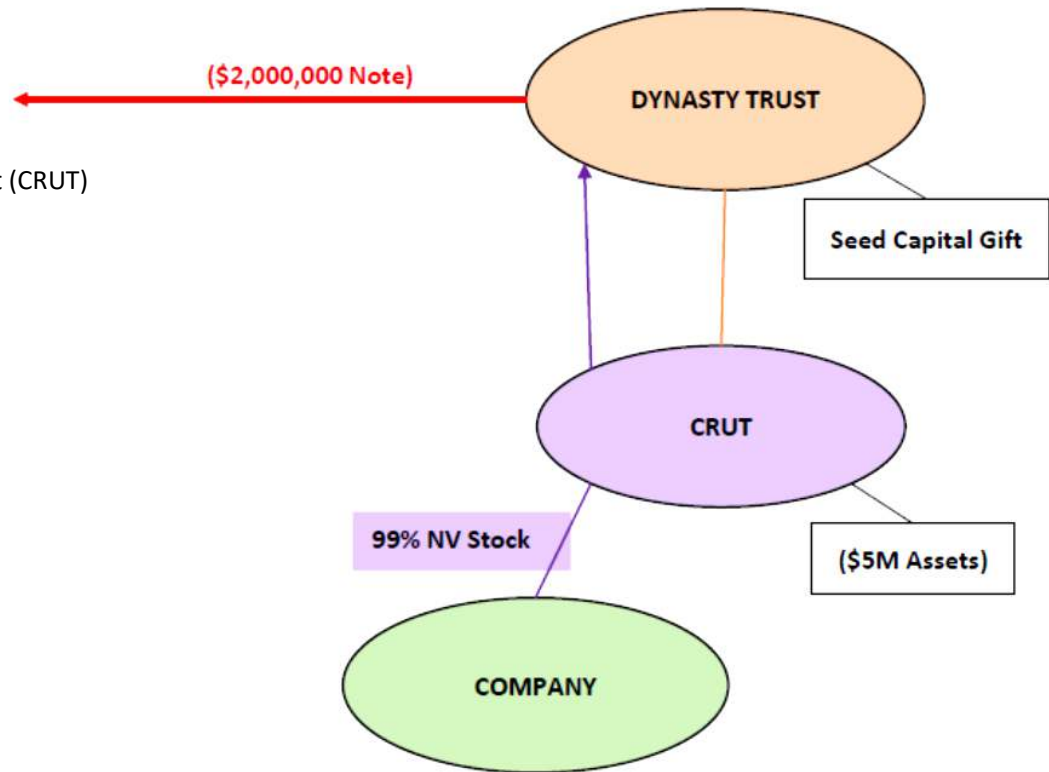 ($2,000,000 Note)
DYNASTY TRUST
(CRUT)
Seed Capital Gift
CRUT
99% NV Stock
($5M Assets)
COMPANY